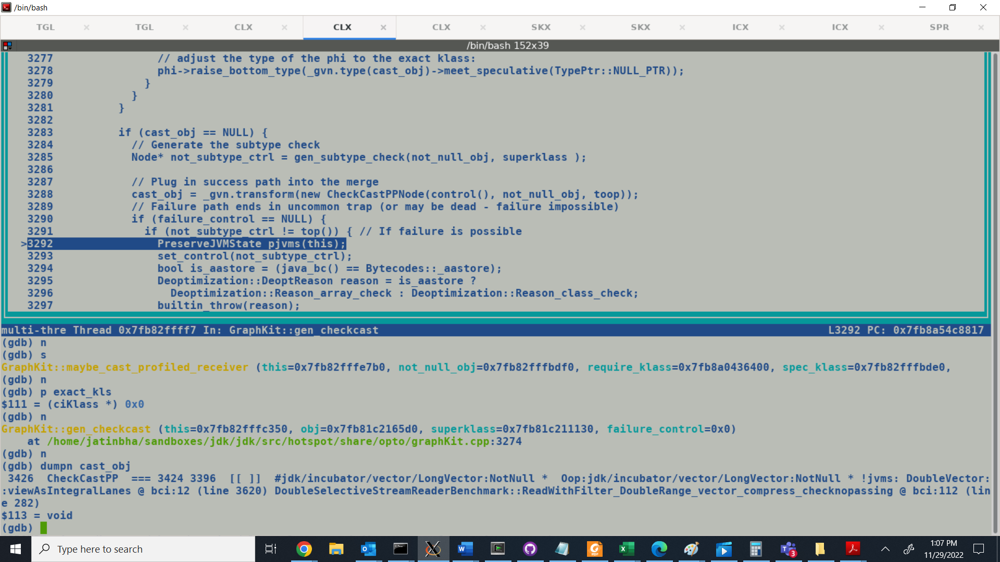 /bin/bash
TGL × TGL × CLX × CLX × CLX × SKX × SKX × ICX × ICX × SPR ×
/bin/bash 152x39
3277 // adjust the type of the phi to the exact klass:
3278 phi->raise_bottom_type(_gvn.type(cast_obj)->meet_speculative(TypePtr::NULL_PTR));
3279 }
3280 }
3281 }
3282
3283 if (cast_obj == NULL) {
3284 // Generate the subtype check
3285 Node* not_subtype_ctrl = gen_subtype_check(not_null_obj, superklass );
3286
3287 // Plug in success path into the merge
3288 cast_obj = _gvn.transform(new CheckCastPPNode(control(), not_null_obj, toop));
3289 // Failure path ends in uncommon trap (or may be dead - failure impossible)
3290 if (failure_control == NULL) {
3291 if (not_subtype_ctrl != top()) { // If failure is possible
>3292 PreserveJVMState pjvms(this);
3293 set_control(not_subtype_ctrl);
3294 bool is_aastore = (java_bc() == Bytecodes::_aastore);
3295 Deoptimization::DeoptReason reason = is_aastore ?
3296 Deoptimization::Reason_array_check : Deoptimization::Reason_class_check;
3297 builtin_throw(reason);
multi-thre Thread 0x7fb82ffff7 In: GraphKit::gen_checkcast L3292 PC: 0x7fb8a54c8817
(gdb) n
(gdb) s
GraphKit::maybe_cast_profiled_receiver (this=0x7fb82fffe7b0, not_null_obj=0x7fb82fffbdf0, require_klass=0x7fb8a0436400, spec_klass=0x7fb82fffbde0,
(gdb) n
(gdb) p exact_kls
$111 = (ciKlass *) 0x0
(gdb) n
GraphKit::gen_checkcast (this=0x7fb82fffc350, obj=0x7fb81c2165d0, superklass=0x7fb81c211130, failure_control=0x0)
at /home/jatinbha/sandboxes/jdk/jdk/src/hotspot/share/opto/graphKit.cpp:3274
(gdb) n
(gdb) dumpn cast_obj
3426 CheckCastPP === 3424 3396 [[ ]] #jdk/incubator/vector/LongVector:NotNull * Oop:jdk/incubator/vector/LongVector:NotNull * !jvms: DoubleVector:
:viewAsIntegralLanes @ bci:12 (line 3620) DoubleSelectiveStreamReaderBenchmark::ReadWithFilter_DoubleRange_vector_compress_checknopassing @ bci:112 (lin
e 282)
$113 = void
(gdb)
Type here to search
1:07 PM
11/29/2022
3